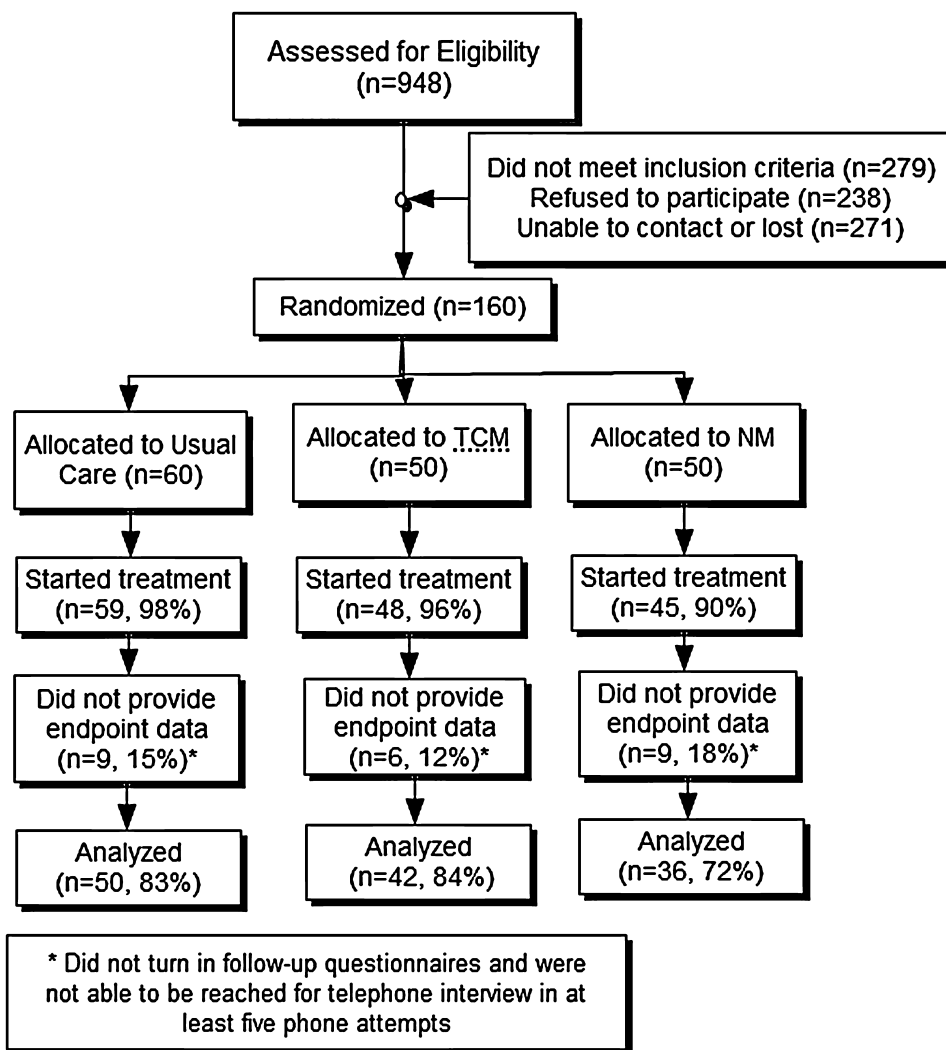 Assessed for Eligibility
(n=948)
Did not meet inclusion criteria (n=279)
Refused to participate (n=238)
Unable to contact or lost (n=271)
Randomized (n=160)
Allocated to Usual
Care (n=60)
Allocated to TCM
(n=50)
Allocated to NM
(n=50)
Started treatment
(n=59, 98%)
Started treatment
(n=48, 96%)
Started treatment
(n=45, 90%)
Did not provide
endpoint data
(n=9, 15%)*
Did not provide
endpoint data
(n=6, 12%)*
Did not provide
endpoint data
(n=9, 18%)*
Analyzed
(n=50, 83%)
Analyzed
(n=42, 84%)
Analyzed
(n=36, 72%)
* Did not turn in follow-up questionnaires and were
not able to be reached for telephone interview in at
least five phone attempts